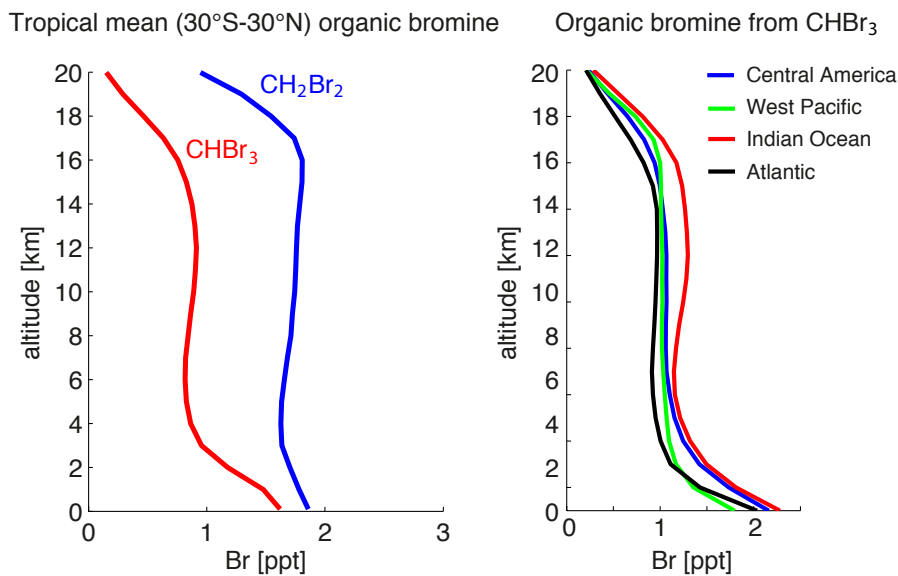 Tropical mean (30°S-30°N) organic bromine
20
18
16
14
12
10
8
6
4
2
0
altitude [km]
CH₂Br₂
CHBr₃
0 1 2 3
Br [ppt]
Organic bromine from CHBr₃
20
18
16
14
12
10
8
6
4
2
0
altitude [km]
Central America
West Pacific
Indian Ocean
Atlantic
0 1 2
Br [ppt]